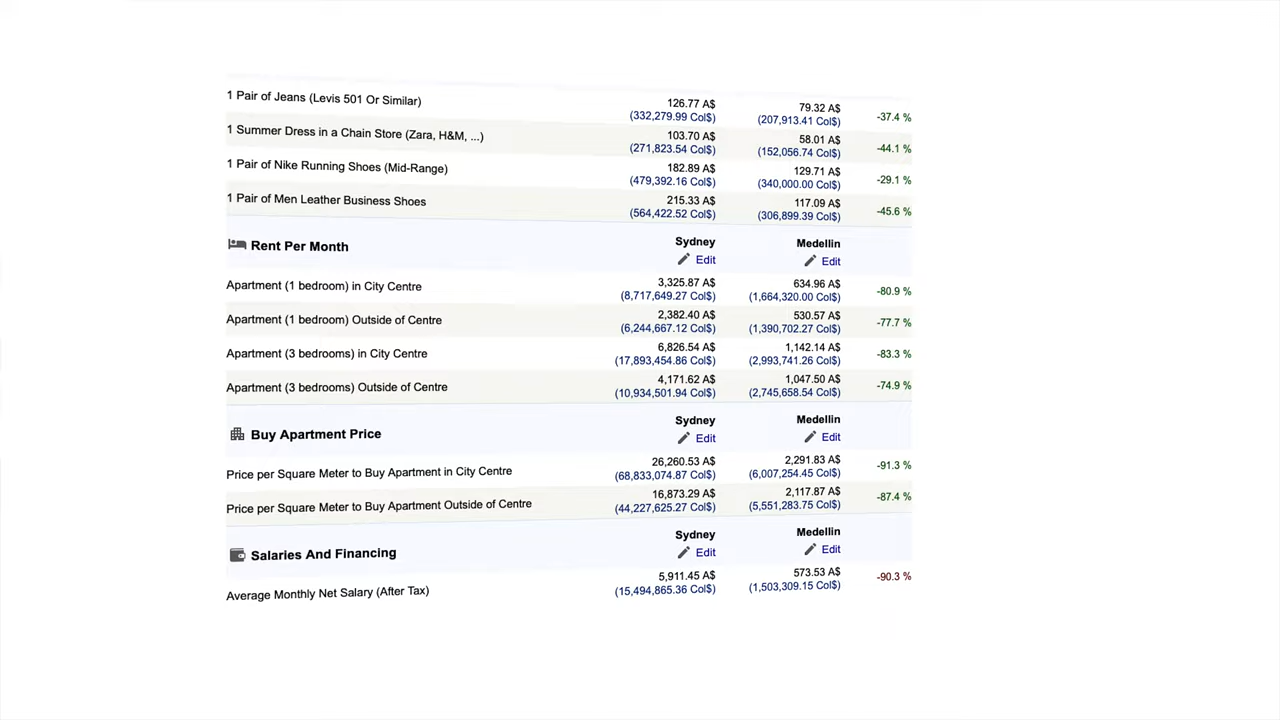 1 Pair of Jeans (Levis 501 Or Similar) 126.77 A$ (332,279.99 Col$) 79.32 A$ (207,913.41 Col$) -37.4 %
1 Summer Dress in a Chain Store (Zara, H&M, ...) 103.70 A$ (271,823.54 Col$) 58.01 A$ (152,056.74 Col$) -44.1 %
1 Pair of Nike Running Shoes (Mid-Range) 182.89 A$ (479,392.16 Col$) 129.71 A$ (340,000.00 Col$) -29.1 %
1 Pair of Men Leather Business Shoes 215.33 A$ (564,422.52 Col$) 117.09 A$ (306,899.39 Col$) -45.6 %
Rent Per Month Sydney Edit Medellin Edit
Apartment (1 bedroom) in City Centre 3,325.87 A$ (8,717,649.27 Col$) 634.96 A$ (1,664,320.00 Col$) -80.9 %
Apartment (1 bedroom) Outside of Centre 2,382.40 A$ (6,244,667.12 Col$) 530.57 A$ (1,390,702.27 Col$) -77.7 %
Apartment (3 bedrooms) in City Centre 6,826.54 A$ (17,893,454.86 Col$) 1,142.14 A$ (2,993,741.26 Col$) -83.3 %
Apartment (3 bedrooms) Outside of Centre 4,171.62 A$ (10,934,501.94 Col$) 1,047.50 A$ (2,745,658.54 Col$) -74.9 %
Buy Apartment Price Sydney Edit Medellin Edit
Price per Square Meter to Buy Apartment in City Centre 26,260.53 A$ (68,833,074.87 Col$) 2,291.83 A$ (6,007,254.45 Col$) -91.3 %
Price per Square Meter to Buy Apartment Outside of Centre 16,873.29 A$ (44,227,625.27 Col$) 2,117.87 A$ (5,551,283.75 Col$) -87.4 %
Salaries And Financing Sydney Edit Medellin Edit
Average Monthly Net Salary (After Tax) 5,911.45 A$ (15,494,865.36 Col$) 573.53 A$ (1,503,309.15 Col$) -90.3 %